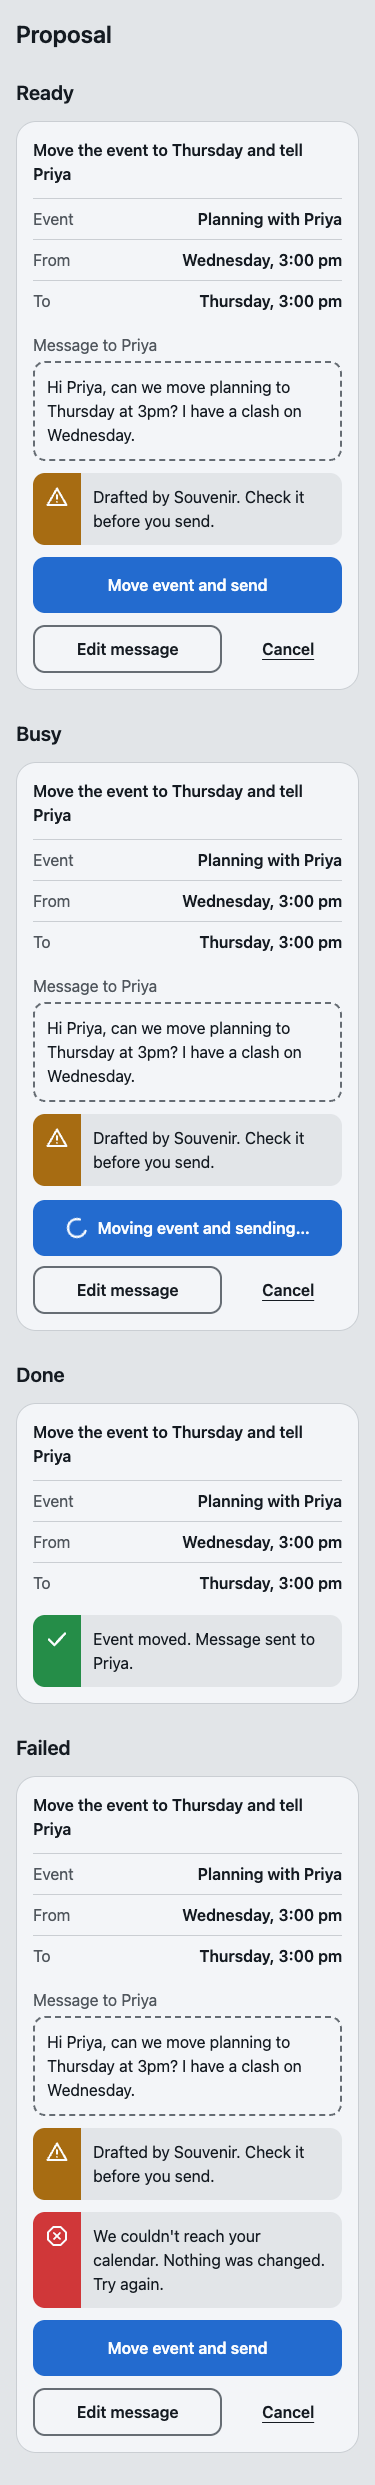 Proposal
Ready
Move the event to Thursday and tell
Priya
Event Planning with Priya
From Wednesday, 3:00 pm
To Thursday, 3:00 pm
Message to Priya
Hi Priya, can we move planning to
Thursday at 3pm? I have a clash on
Wednesday.
Drafted by Souvenir. Check it
before you send.
Move event and send
Edit message Cancel
Busy
Move the event to Thursday and tell
Priya
Event Planning with Priya
From Wednesday, 3:00 pm
To Thursday, 3:00 pm
Message to Priya
Hi Priya, can we move planning to
Thursday at 3pm? I have a clash on
Wednesday.
Drafted by Souvenir. Check it
before you send.
Moving event and sending...
Edit message Cancel
Done
Move the event to Thursday and tell
Priya
Event Planning with Priya
From Wednesday, 3:00 pm
To Thursday, 3:00 pm
Event moved. Message sent to
Priya.
Failed
Move the event to Thursday and tell
Priya
Event Planning with Priya
From Wednesday, 3:00 pm
To Thursday, 3:00 pm
Message to Priya
Hi Priya, can we move planning to
Thursday at 3pm? I have a clash on
Wednesday.
Drafted by Souvenir. Check it
before you send.
We couldn't reach your
calendar. Nothing was changed.
Try again.
Move event and send
Edit message Cancel